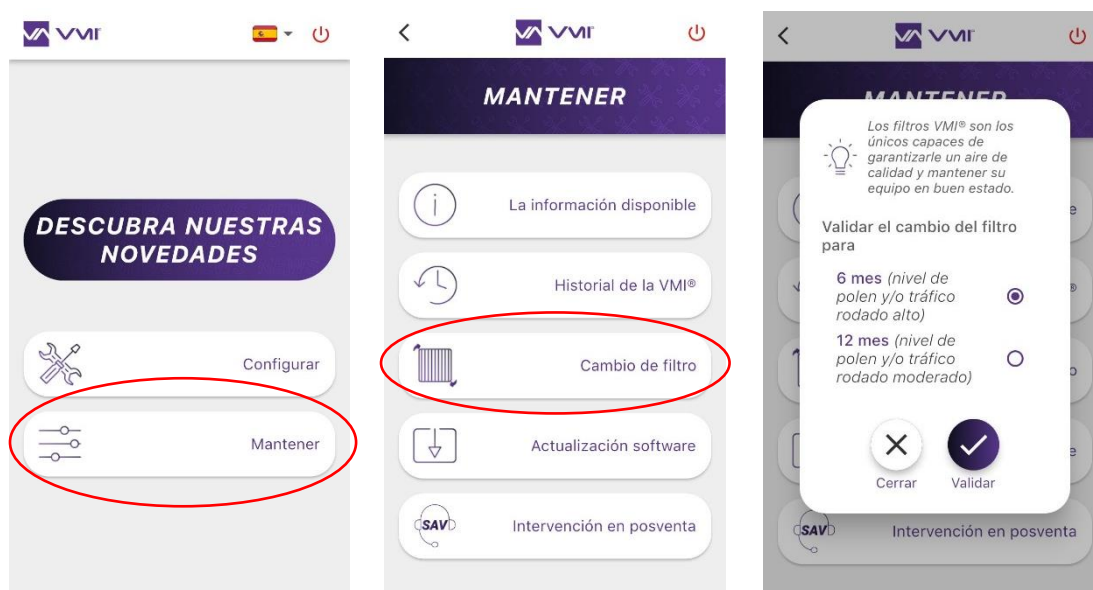 VMI
DESCUBRA NUESTRAS
NOVEDADES
Configurar
Mantener
VMI
MANTENER
i
La información disponible
Historial de la VMI®
Cambio de filtro
Actualización software
SAV
Intervención en posventa
VMI
MANTENER
Los filtros VMI® son los
únicos capaces de
garantizarle un aire de
calidad y mantener su
equipo en buen estado.
Validar el cambio del filtro
para
6 mes (nivel de
polen y/o tráfico
rodado alto)
12 mes (nivel de
polen y/o tráfico
rodado moderado)
Cerrar
Validar
SAV
Intervención en posventa